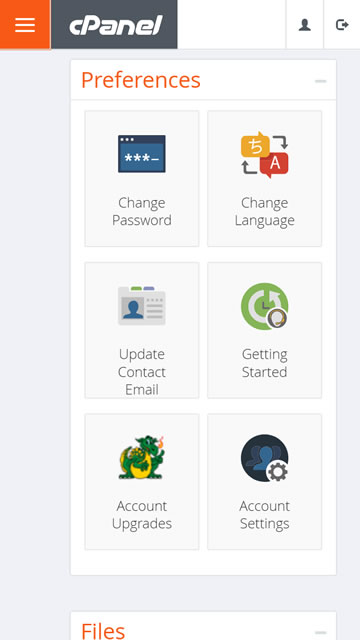 cPanel
Preferences
***–
ち
A
Change
Password
Change
Language
Update
Contact
Email
Getting
Started
Account
Upgrades
Account
Settings
Files